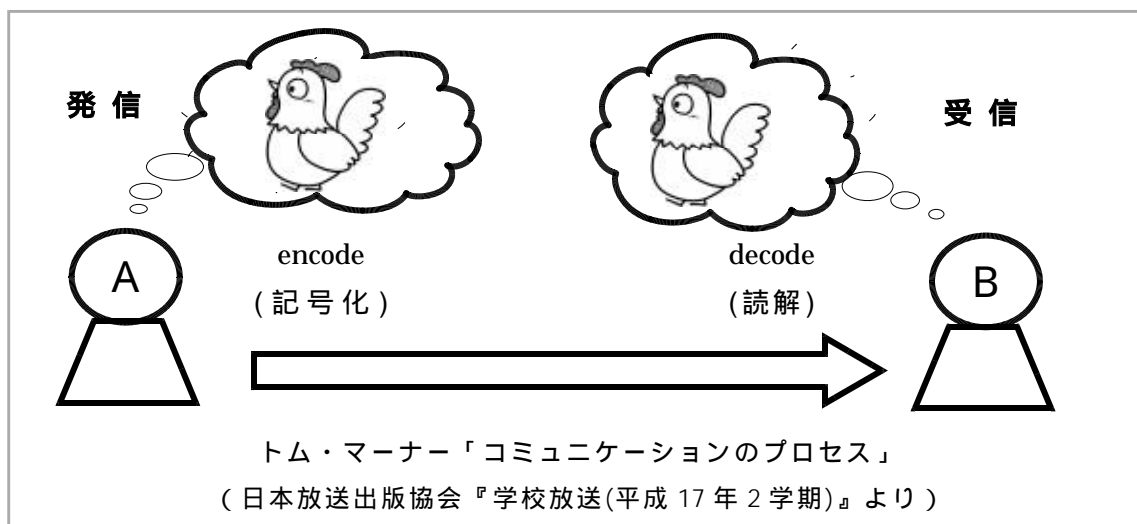 発信
受信
A
encode
(記号化)
decode
(読解)
B
トム・マーナー「コミュニケーションのプロセス」
(日本放送出版協会『学校放送(平成 17 年 2 学期)』より)